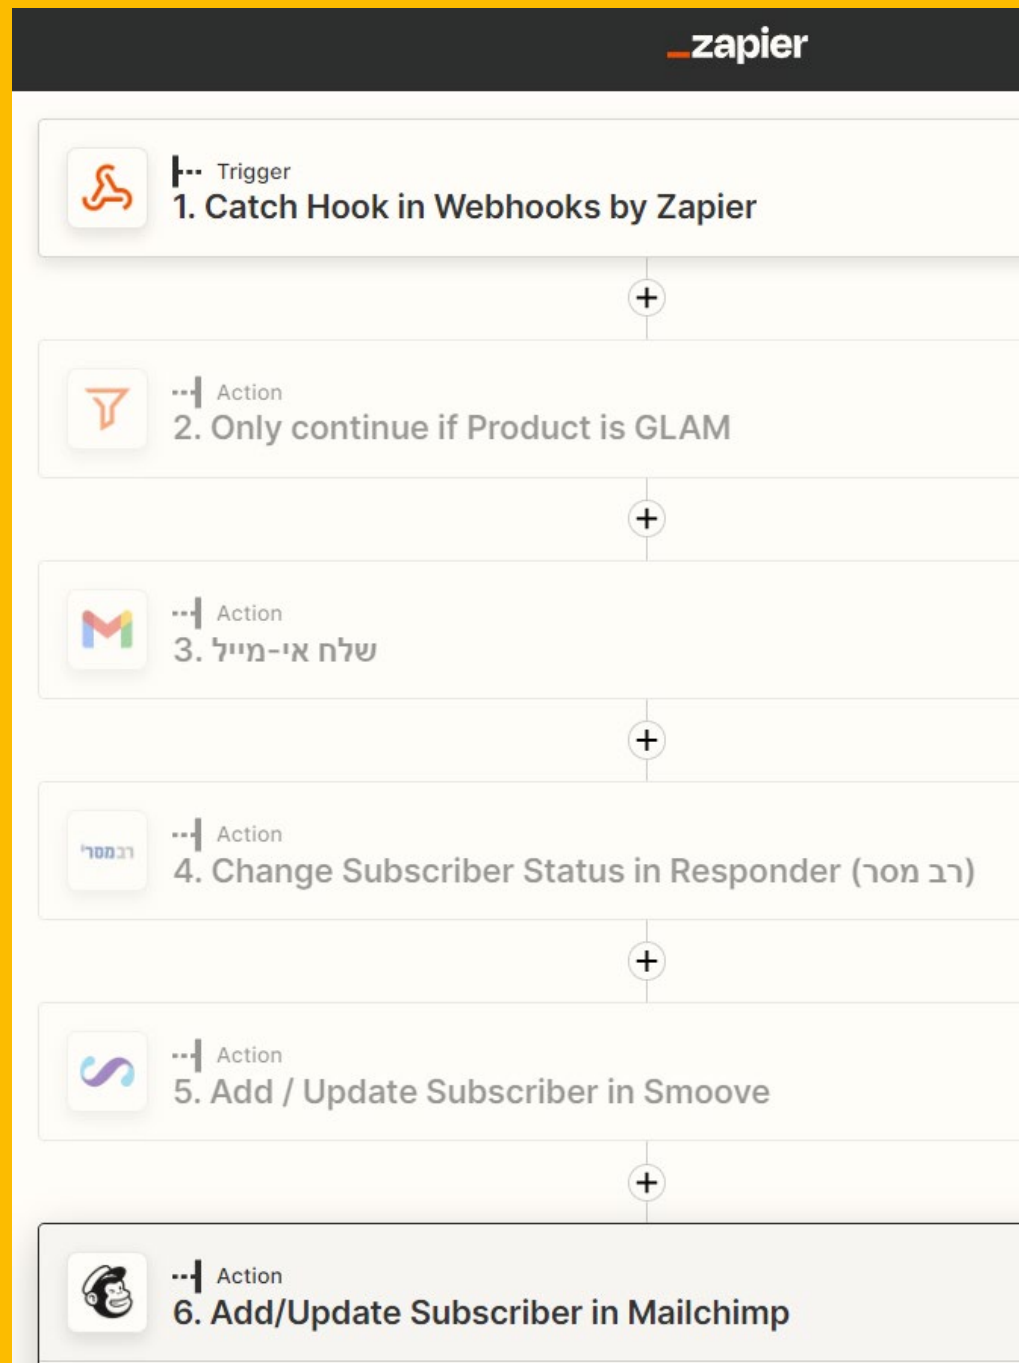 zapier
Trigger
1. Catch Hook in Webhooks by Zapier
Action
2. Only continue if Product is GLAM
Action
3. שלח אי-מייל
רבמסר
Action
4. Change Subscriber Status in Responder (רב מסר)
Action
5. Add / Update Subscriber in Smoove
Action
6. Add/Update Subscriber in Mailchimp